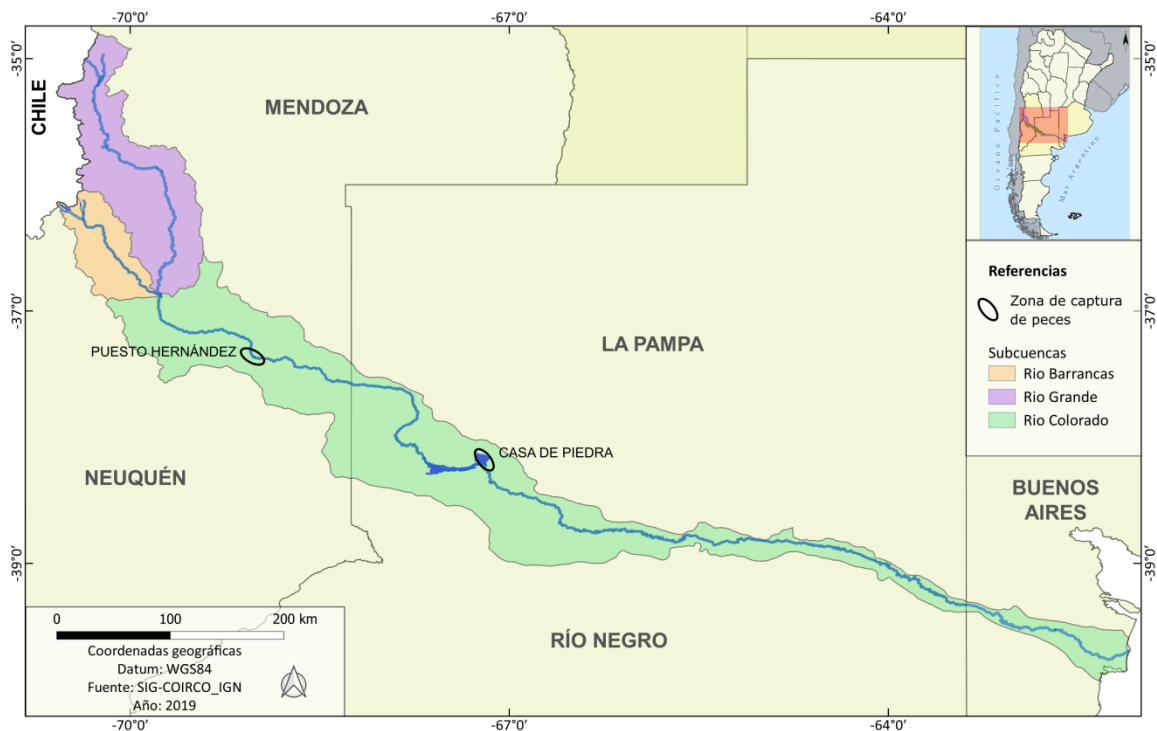 -70°0'
-67°0'
-64°0'
-35°0'
-35°0'
CHILE
MENDOZA
Oceano Pacífico
Mar Argentino
Referencias
Zona de captura
de peces
-37°0'
-37°0'
PUESTO HERNÁNDEZ
LA PAMPA
Subcuencas
Rio Barrancas
Rio Grande
Rio Colorado
CASA DE PIEDRA
NEUQUÉN
BUENOS
AIRES
-39°0'
-39°0'
0
100
200 km
Coordenadas geográficas
Datum: WGS84
Fuente: SIG-COIRCO_IGN
Año: 2019
RÍO NEGRO
-70°0'
-67°0'
-64°0'